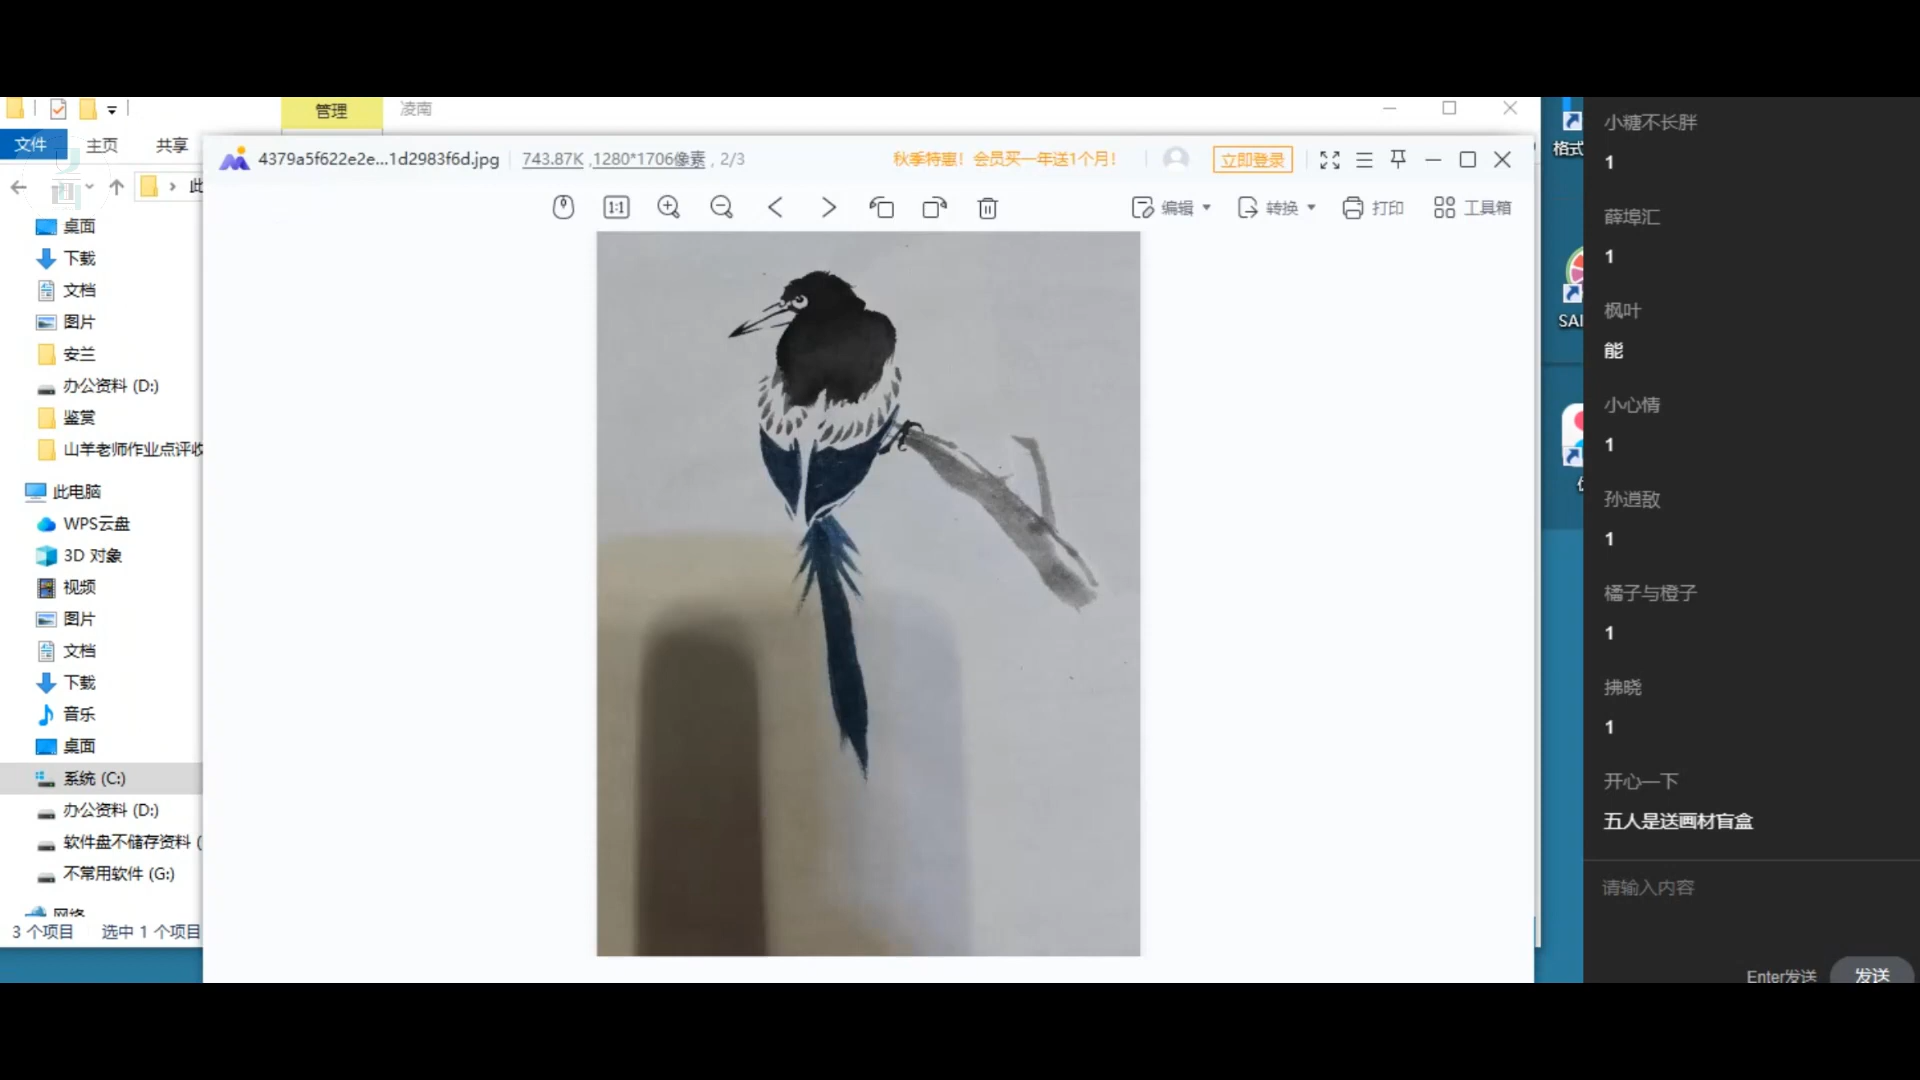 管理
凌南
文件
主页
共享
此
4379a5f622e2e...1d2983f6d.jpg
743.87K ,1280*1706像素 , 2/3
秋季特惠！会员买一年送1个月！
立即登录
1:1
编辑
转换
打印
工具箱
桌面
下载
文档
图片
安兰
办公资料 (D:)
鉴赏
山羊老师作业点评收
此电脑
WPS云盘
3D 对象
视频
图片
文档
下载
音乐
桌面
系统 (C:)
办公资料 (D:)
软件盘不储存资料 (
不常用软件 (G:)
网络
3 个项目
选中 1 个项目
格式
SAI
小糖不长胖
1
薛埠汇
1
枫叶
能
小心情
1
孙逍敔
1
橘子与橙子
1
拂晓
1
开心一下
五人是送画材盲盒
请输入内容
Enter发送
发送